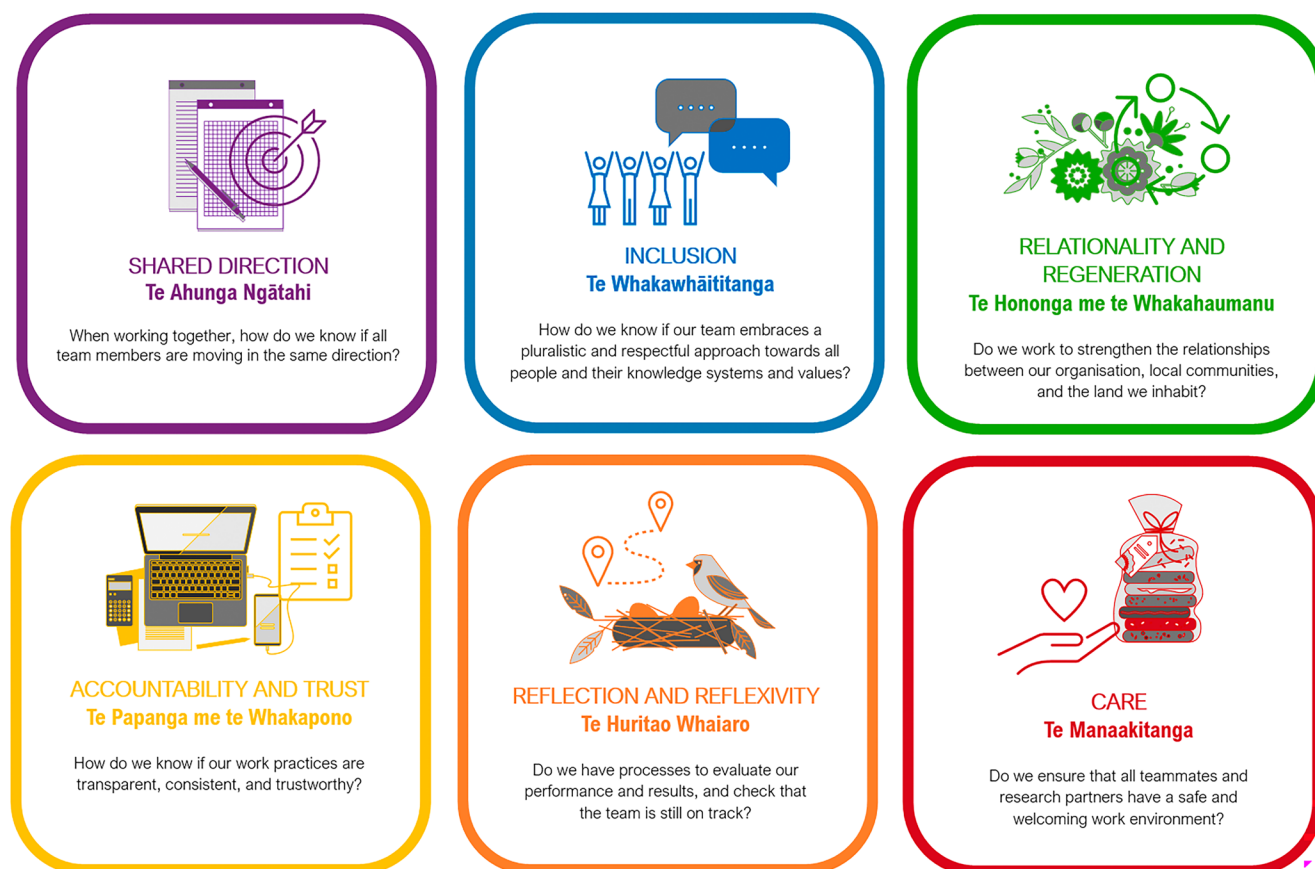 SHARED DIRECTION
Te Ahunga Ngātahi
When working together, how do we know if all
team members are moving in the same direction?
INCLUSION
Te Whakawhāititanga
How do we know if our team embraces a
pluralistic and respectful approach towards all
people and their knowledge systems and values?
RELATIONALITY AND
REGENERATION
Te Hononga me te Whakahaumanu
Do we work to strengthen the relationships
between our organisation, local communities,
and the land we inhabit?
ACCOUNTABILITY AND TRUST
Te Papanga me te Whakapono
How do we know if our work practices are
transparent, consistent, and trustworthy?
REFLECTION AND REFLEXIVITY
Te Huritao Whaiaro
Do we have processes to evaluate our
performance and results, and check that
the team is still on track?
CARE
Te Manaakitanga
Do we ensure that all teammates and
research partners have a safe and
welcoming work environment?